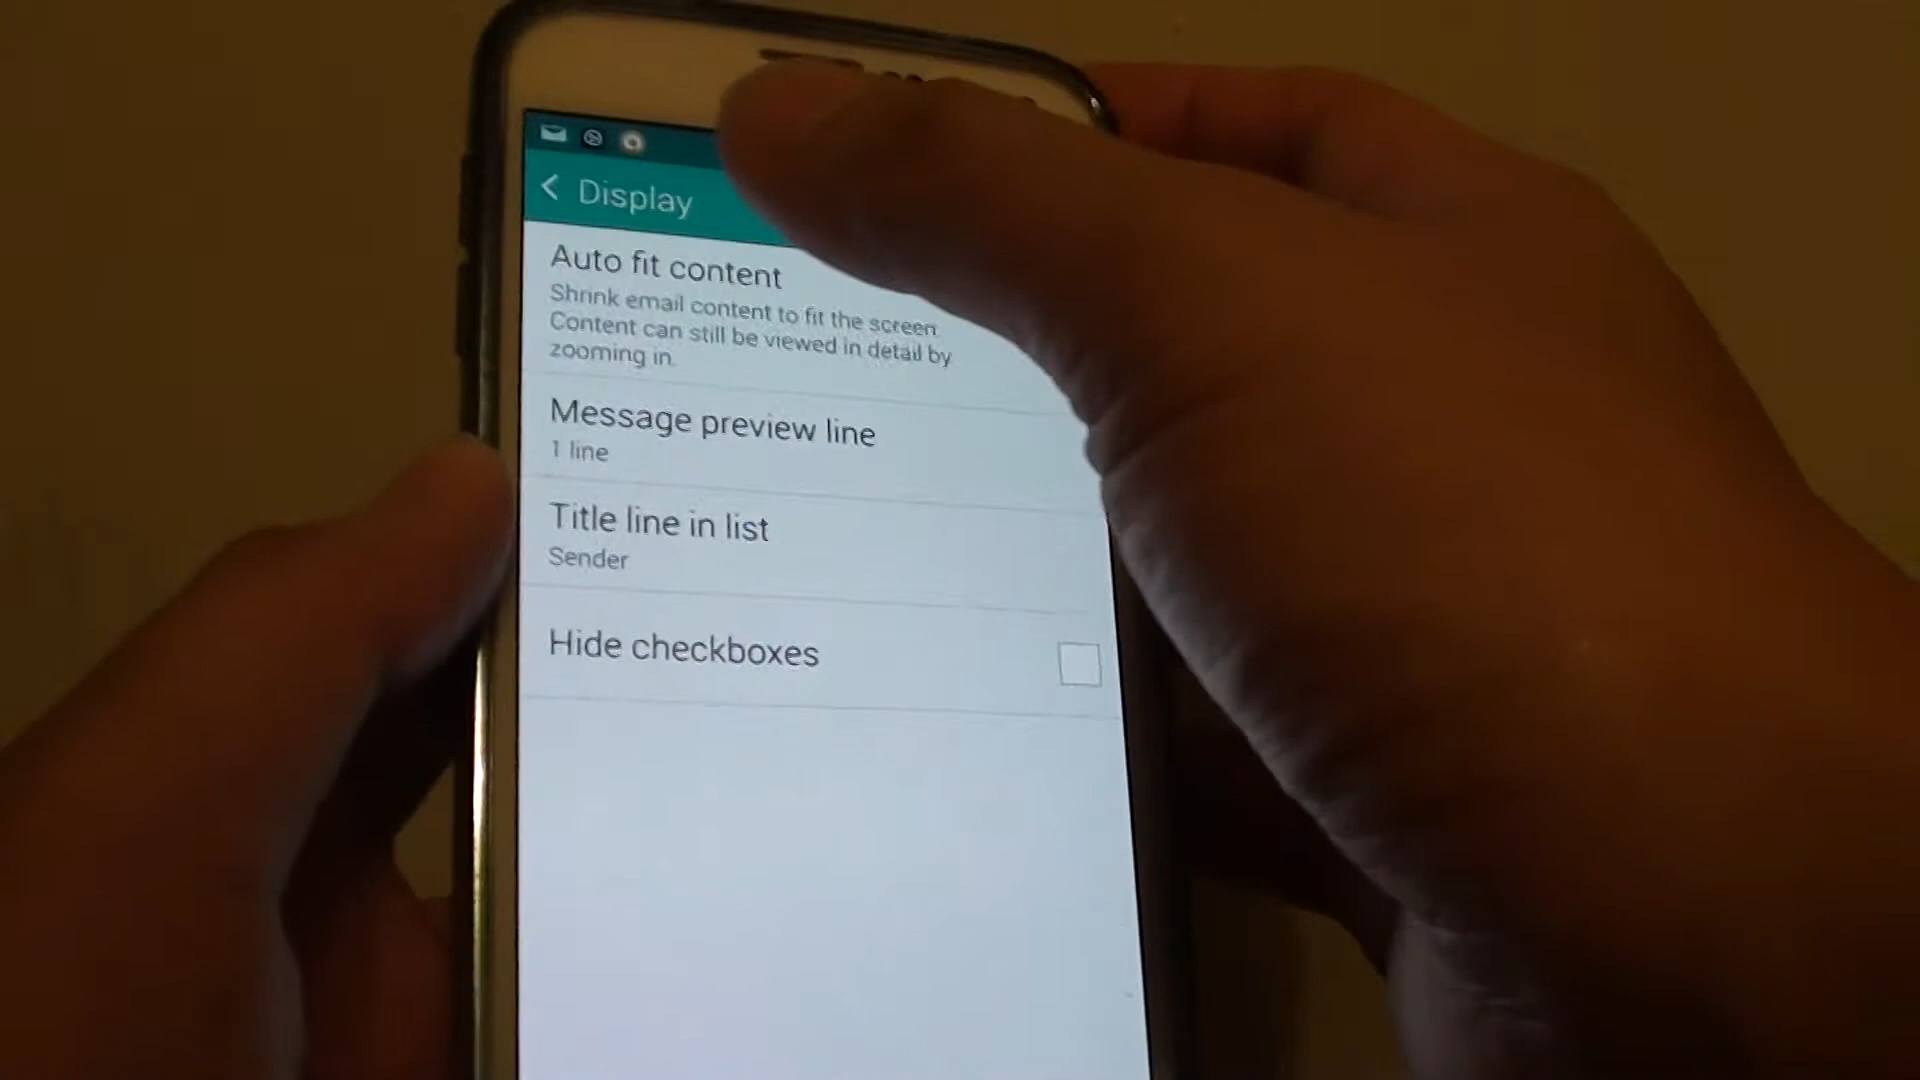 Display
Auto fit content
Shrink email content to fit the screen.
Content can still be viewed in detail by
zooming in.
Message preview line
1 line
Title line in list
Sender
Hide checkboxes